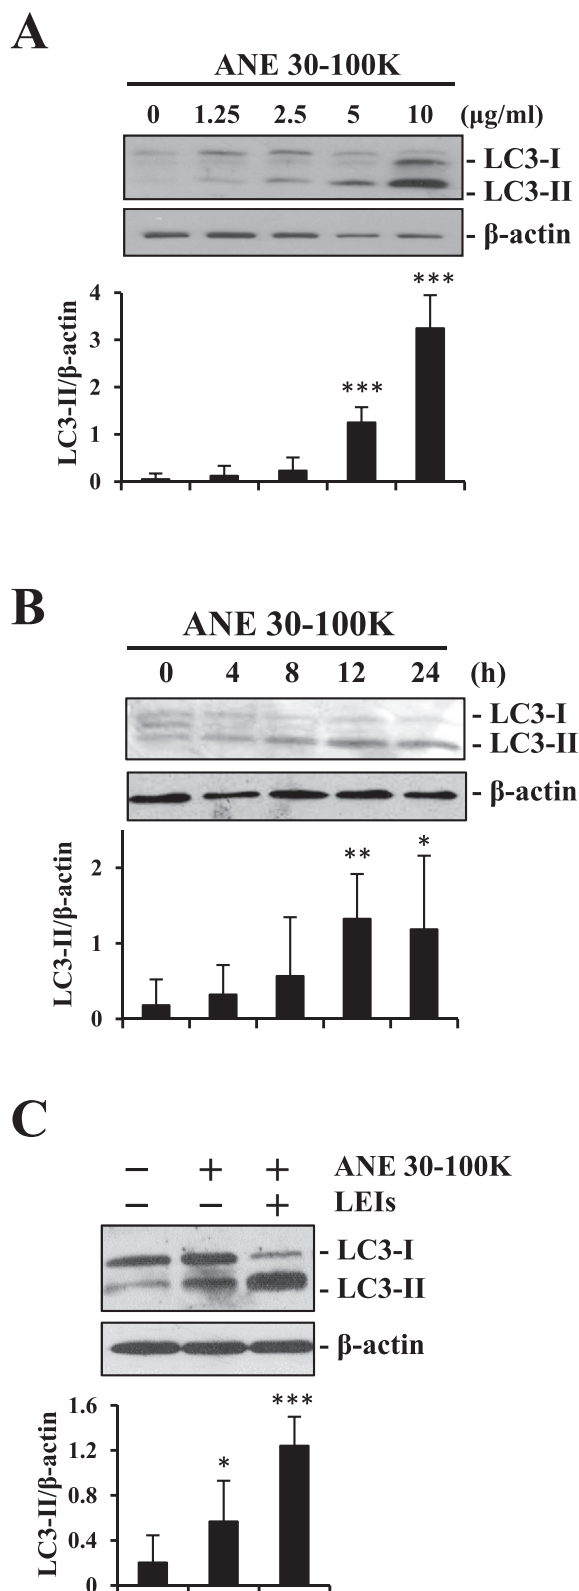 A
ANE 30-100K
0 1.25 2.5 5 10 (μg/ml)
- LC3-I
- LC3-II
- β-actin
***
4
***
3
2
1
0
LC3-II/β-actin
B
ANE 30-100K
0 4 8 12 24 (h)
- LC3-I
- LC3-II
- β-actin
** *
2
1
0
LC3-II/β-actin
C
− + + ANE 30-100K
− − + LEIs
- LC3-I
- LC3-II
- β-actin
***
1.6
*
1.2
0.8
0.4
0
LC3-II/β-actin